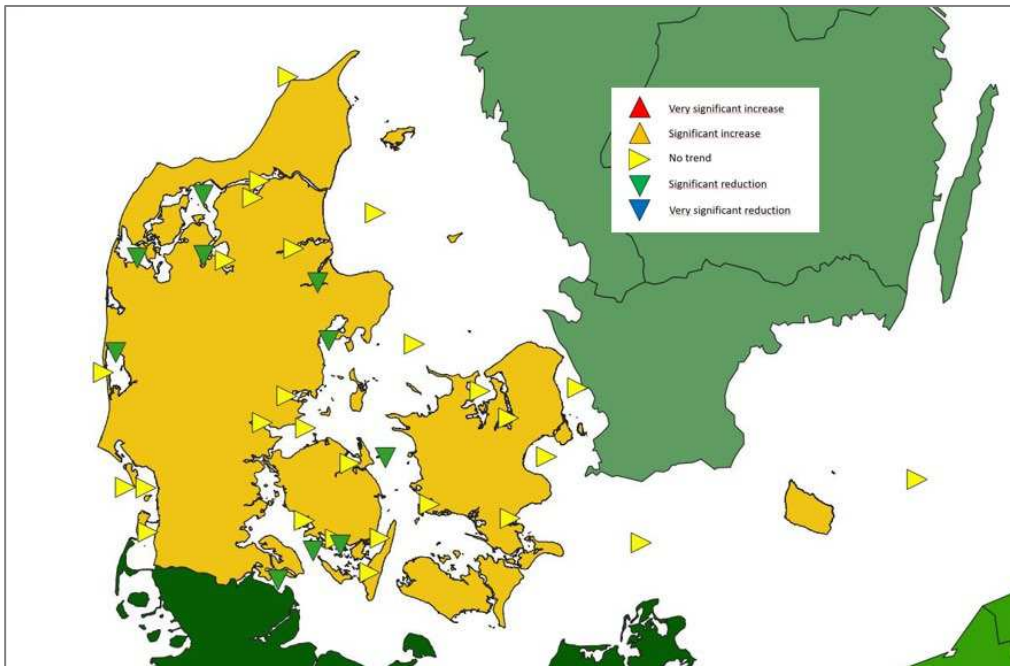 Very significant increase
Significant increase
No trend
Significant reduction
Very significant reduction